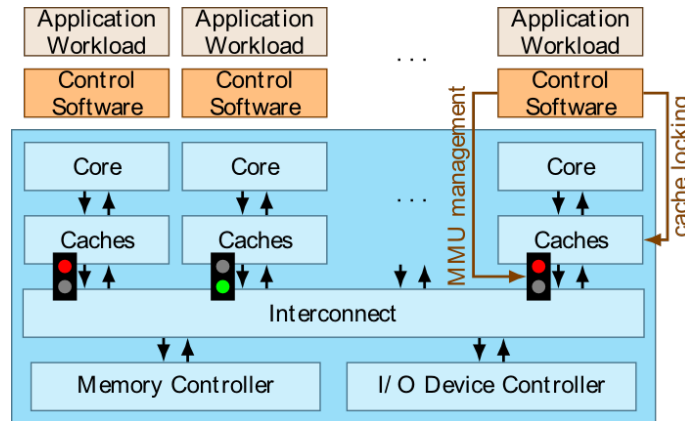 Application
Workload
Application
Workload
. . .
Application
Workload
Control
Software
Control
Software
Control
Software
MMU management
cache locking
Core
Core
Core
. . .
Caches
Caches
Caches
Interconnect
Memory Controller
I/O Device Controller